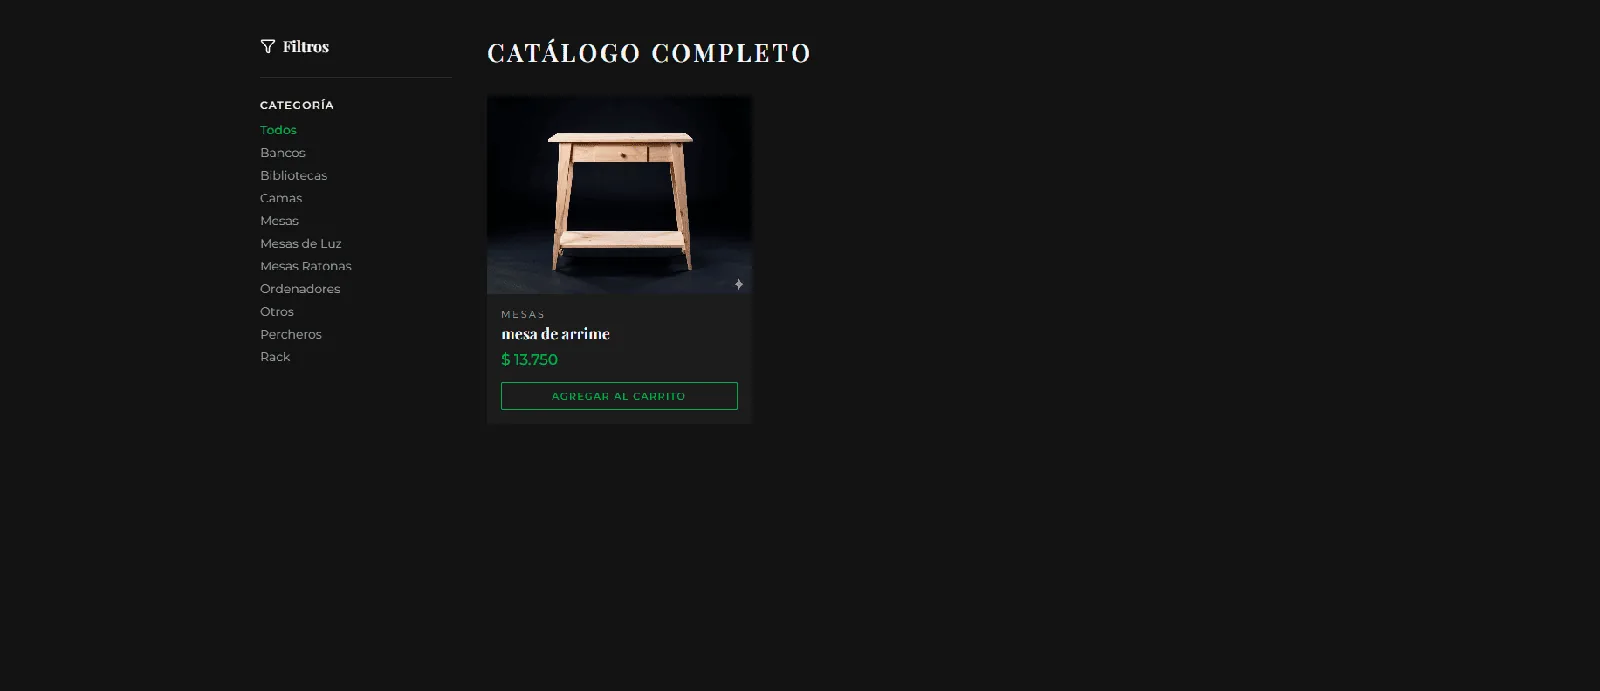 Filtros
CATEGORÍA
Todos
Bancos
Bibliotecas
Camas
Mesas
Mesas de Luz
Mesas Ratonas
Ordenadores
Otros
Percheros
Rack
CATÁLOGO COMPLETO
MESAS
mesa de arrime
$ 13.750
AGREGAR AL CARRITO